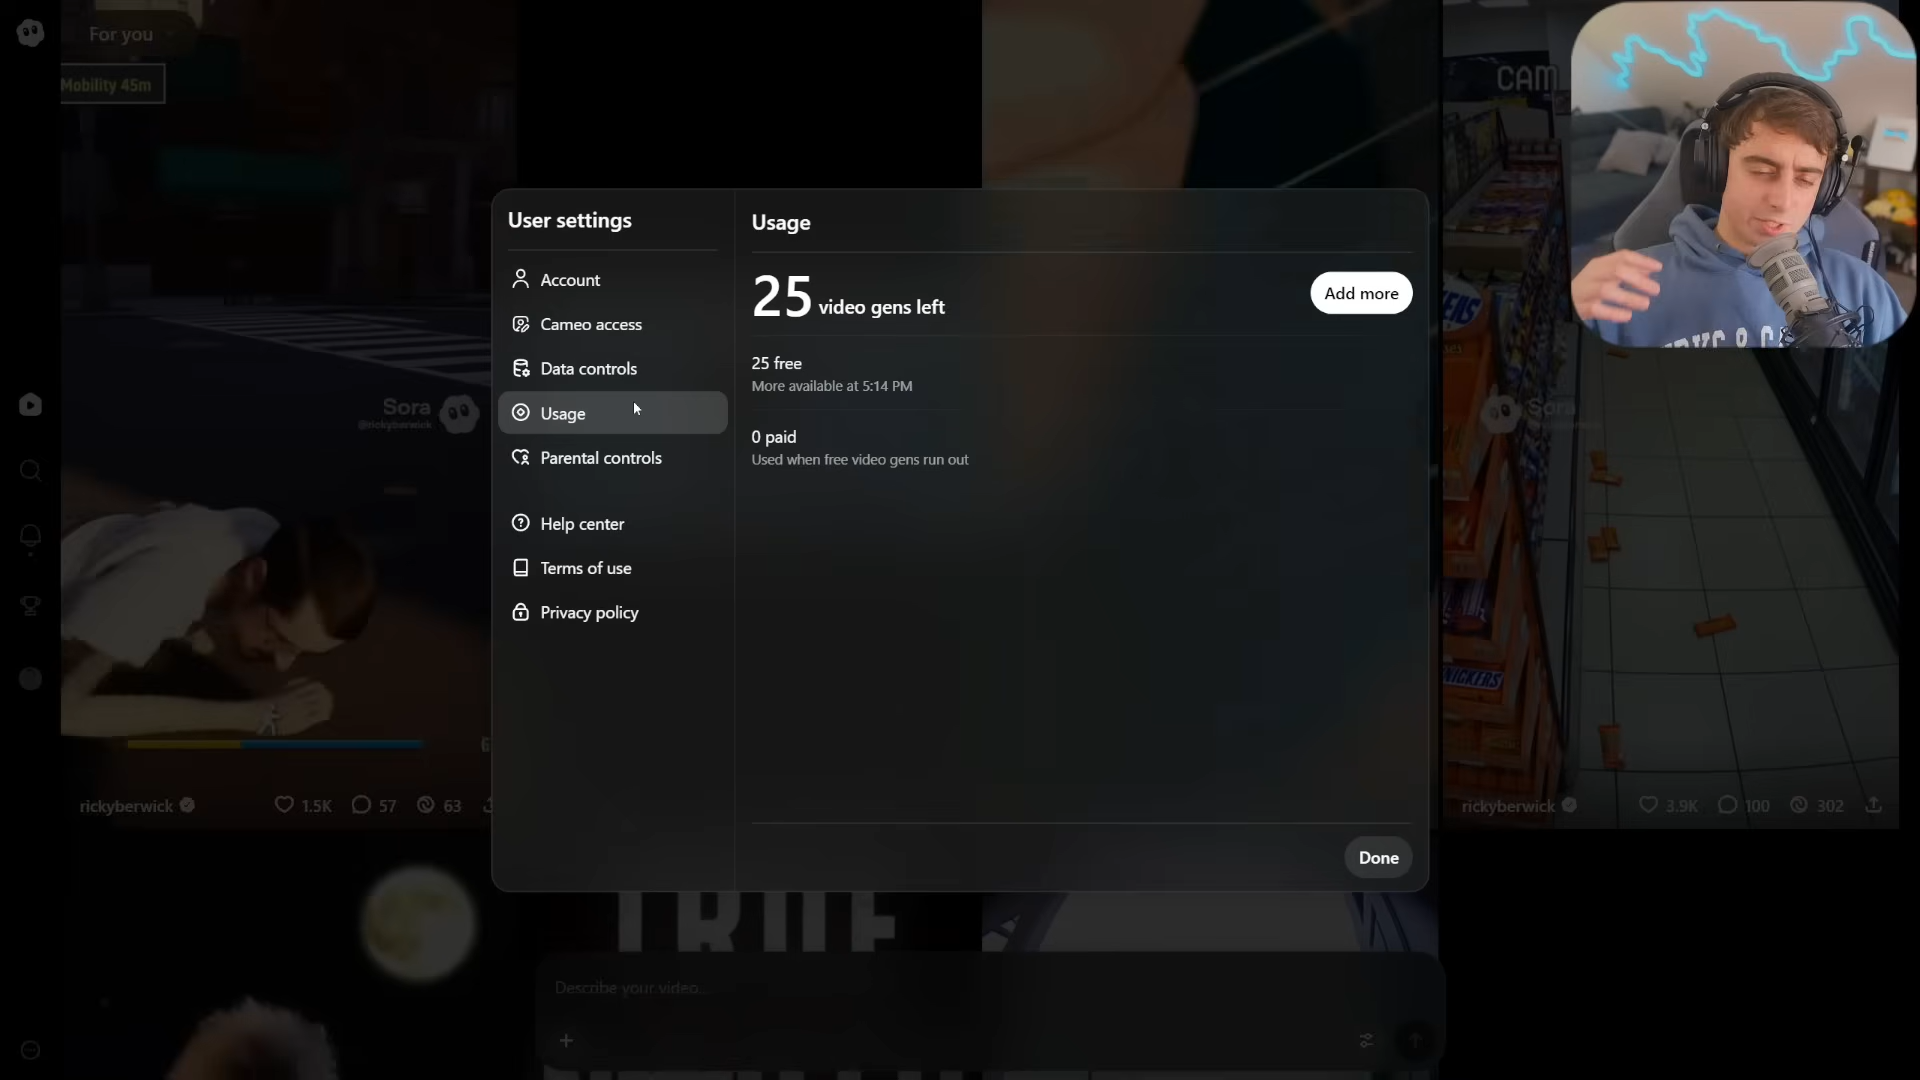 For you
Mobility 45m
CAM
User settings
Account
Cameo access
Data controls
Usage
Parental controls
Help center
Terms of use
Privacy policy
Usage
25 video gens left
Add more
25 free
More available at 5:14 PM
0 paid
Used when free video gens run out
Done
Sora
@rickyberwick
Sora
SNICKERS
rickyberwick
1.5K
57
63
rickyberwick
3.9K
100
302
TRUE
Describe your video...